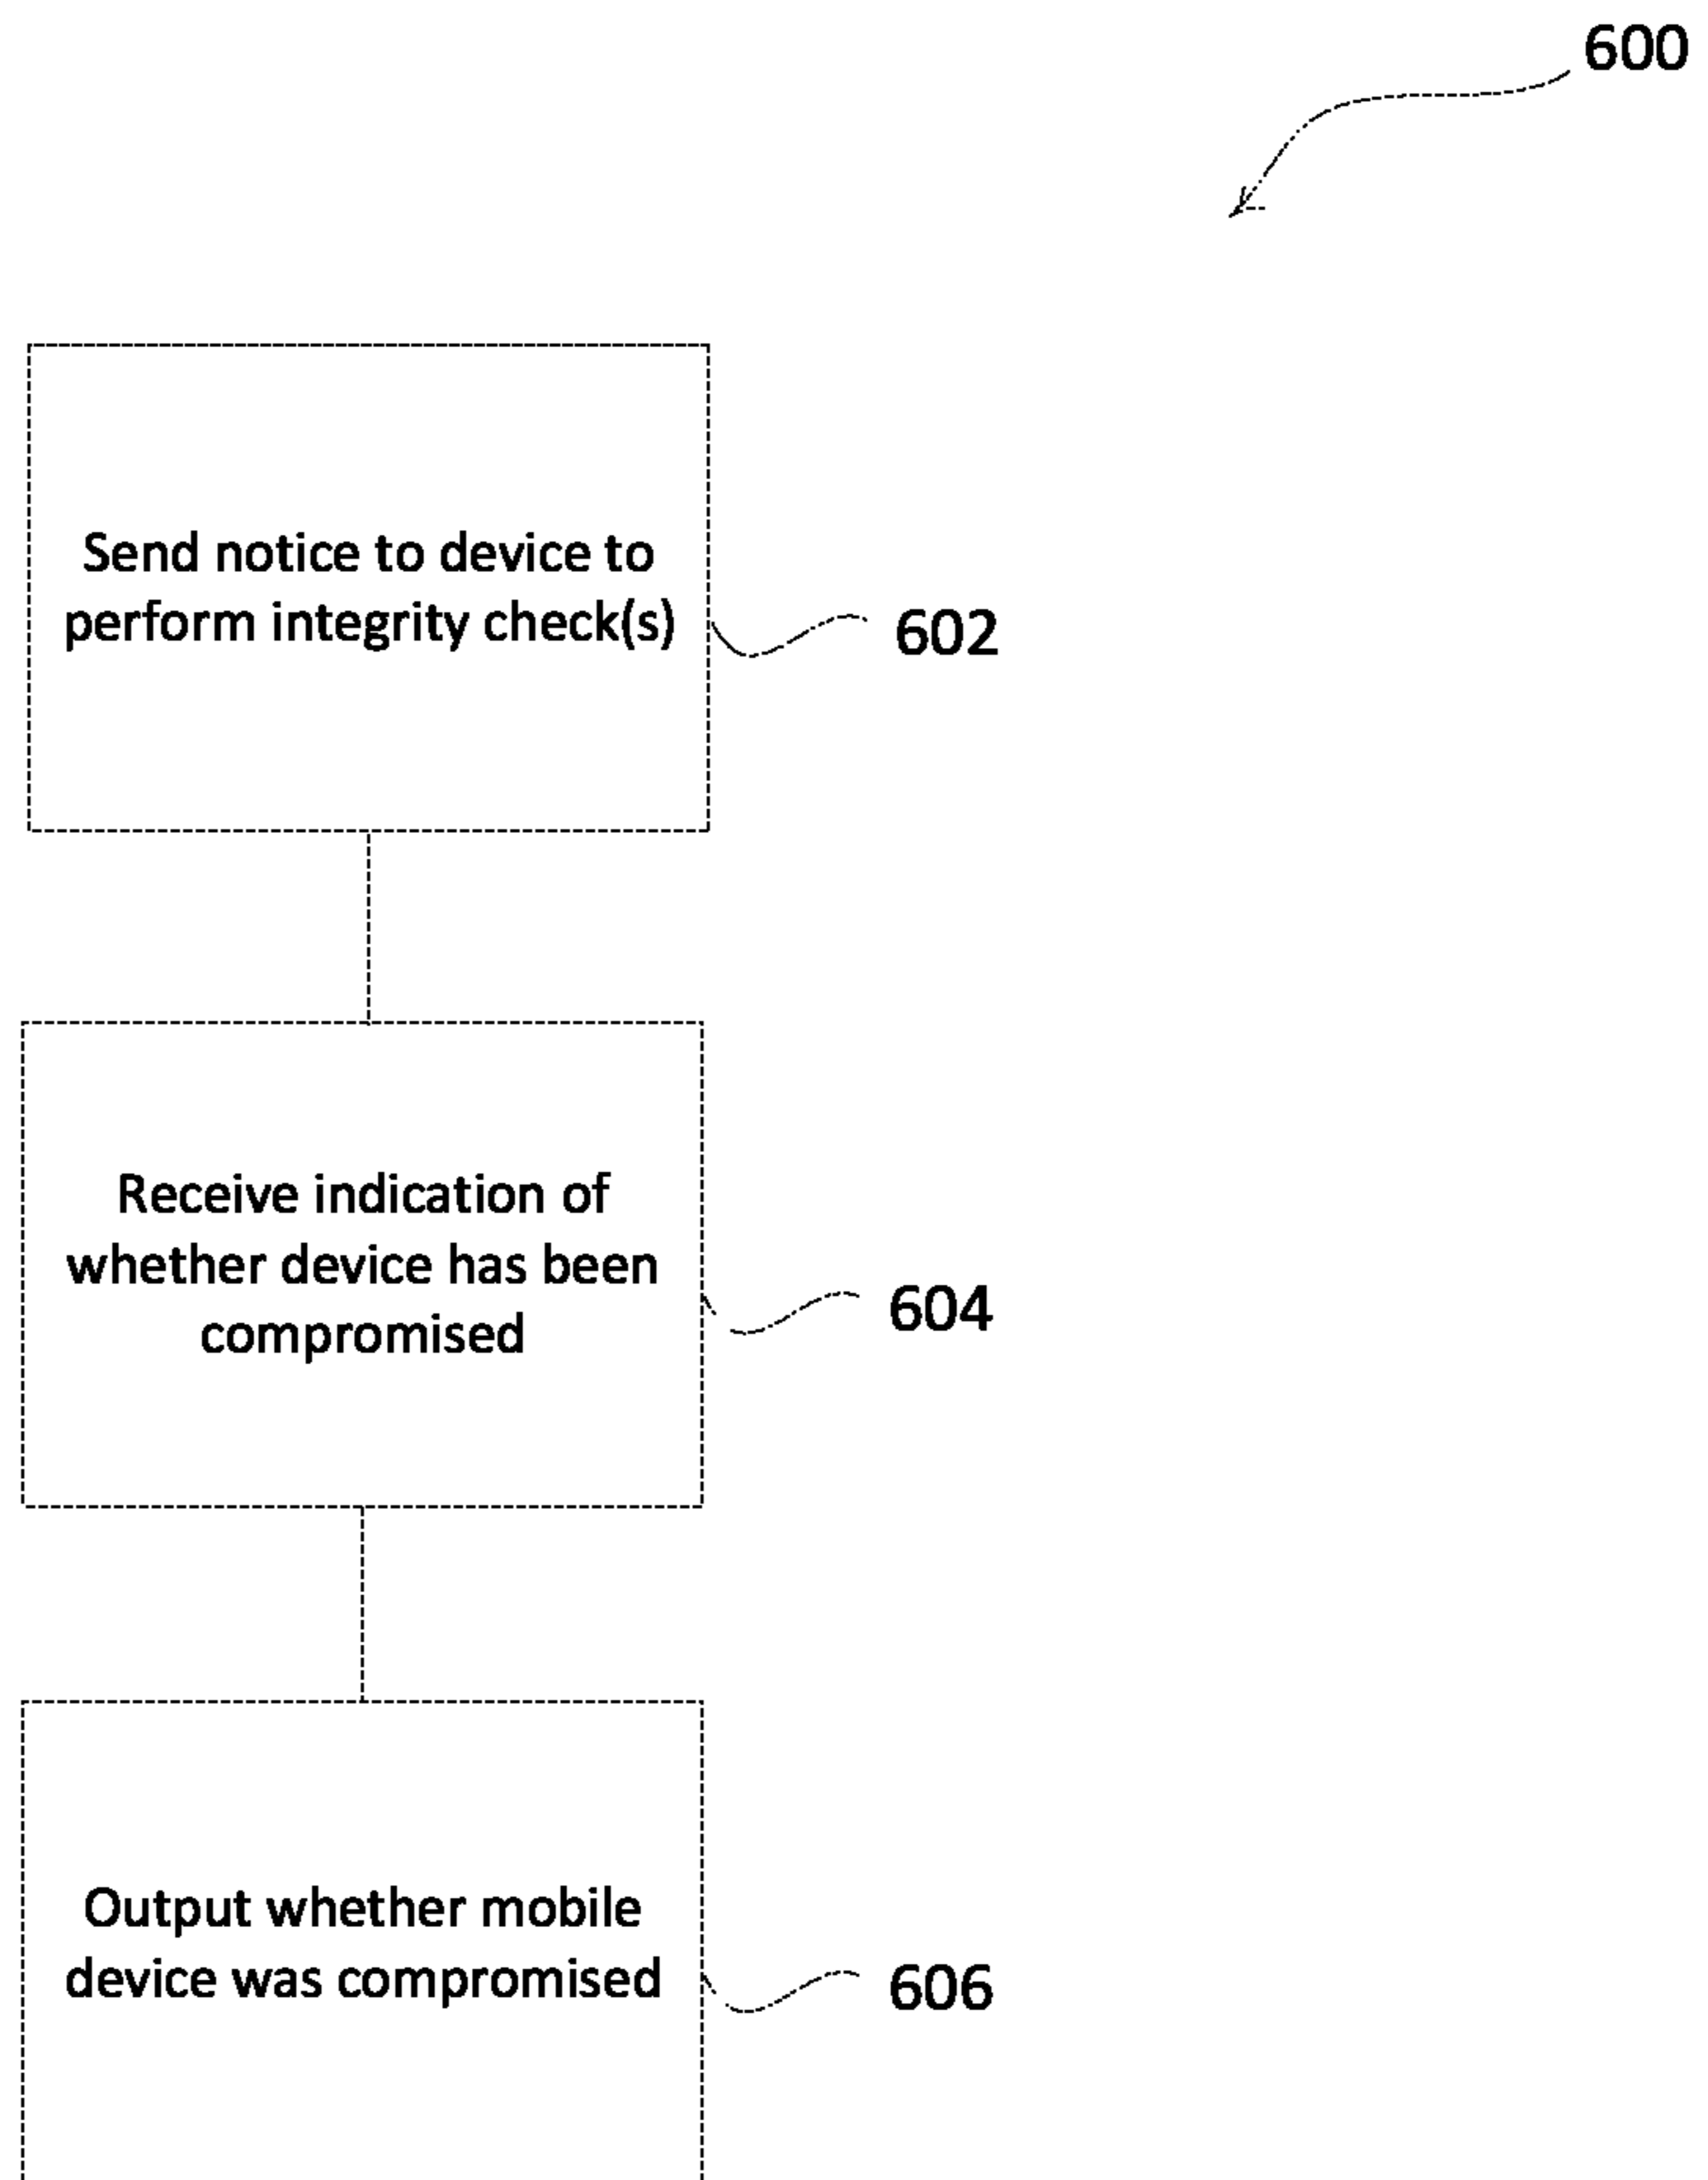 600
Send notice to device to
perform integrity check(s)
602
Receive indication of
whether device has been
compromised
604
Output whether mobile
device was compromised
606